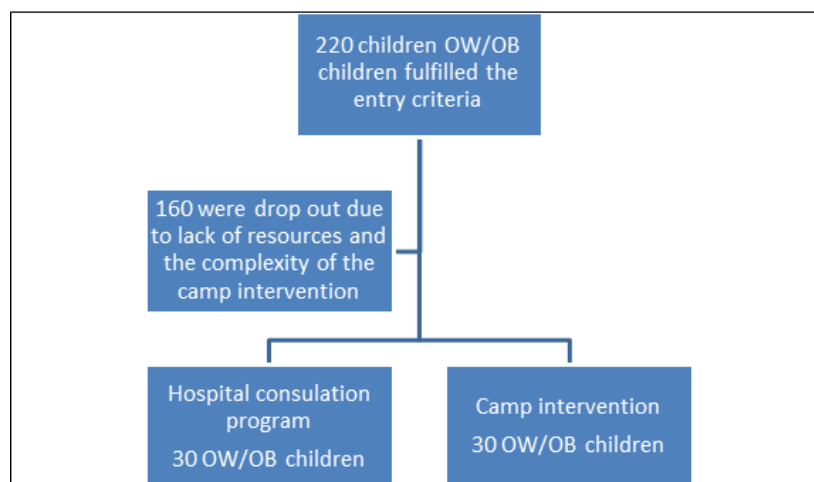 220 children OW/OB
children fulfilled the
entry criteria
160 were drop out due
to lack of resources and
the complexity of the
camp intervention
Hospital consulation
program
30 OW/OB children
Camp intervention
30 OW/OB children